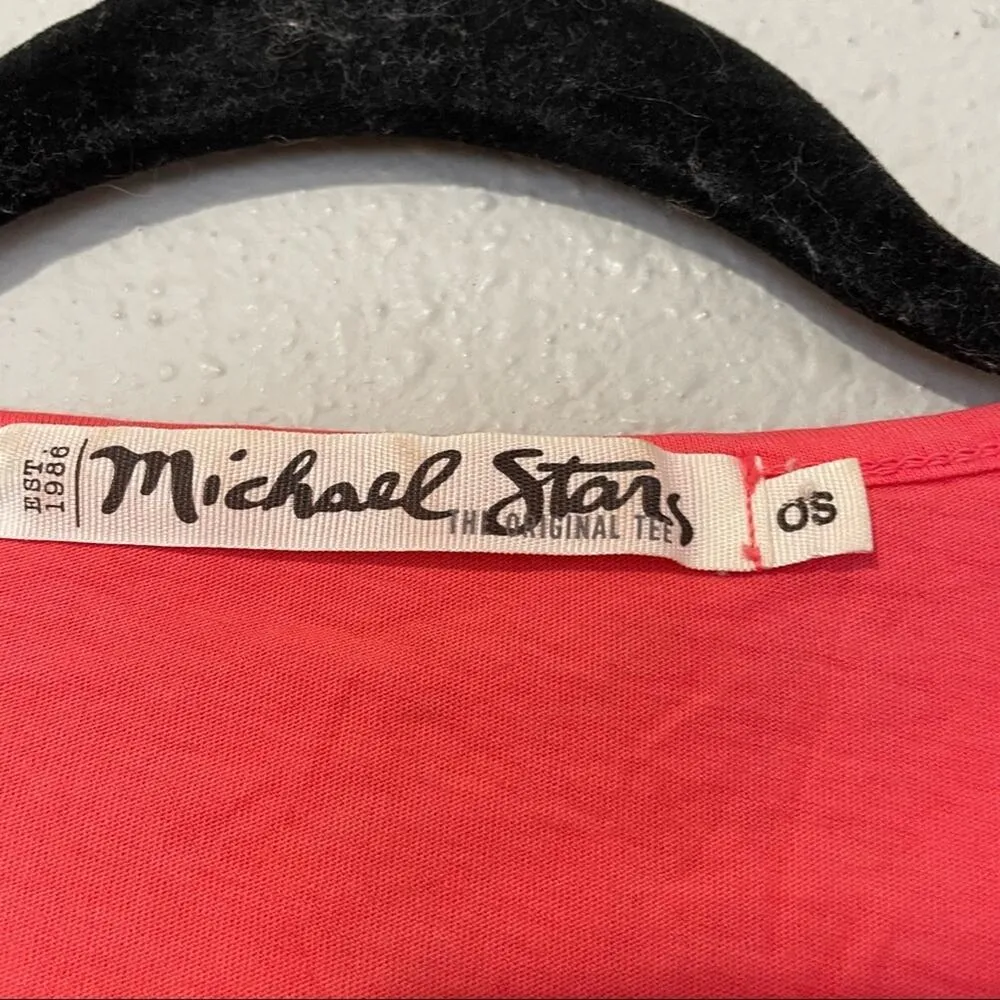 EST.
1986
Michael Stars
THE ORIGINAL TEE
OS